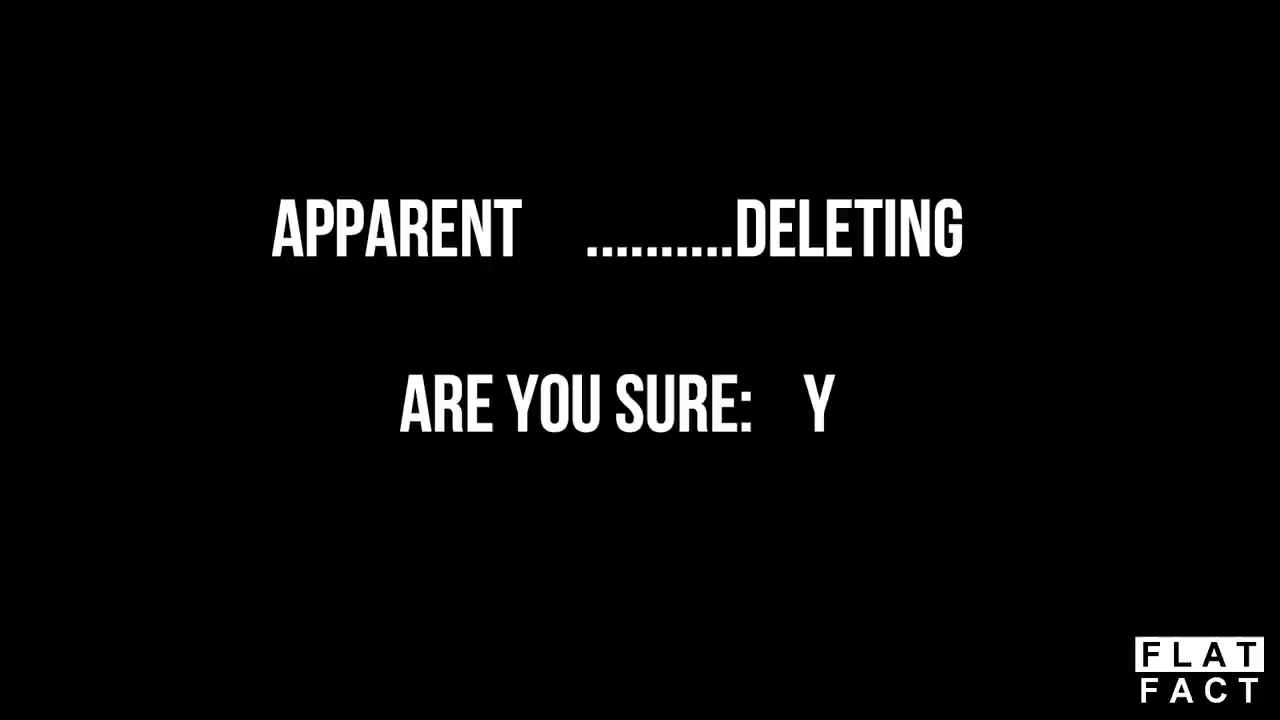 APPARENT ..........DELETING
ARE YOU SURE: Y
FLAT
FACT